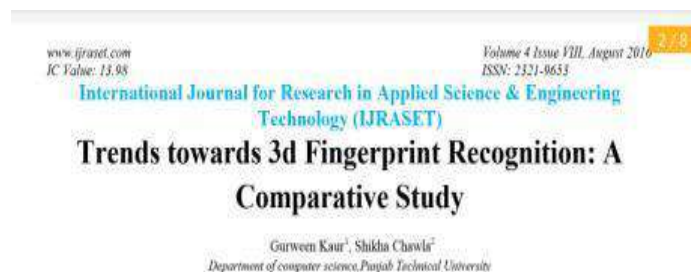 www.ijraset.com Volume 4 Issue VIII, August 2016 2/8
IC Value: 13.98 ISSN: 2321-9653
International Journal for Research in Applied Science & Engineering
Technology (IJRASET)
Trends towards 3d Fingerprint Recognition: A
Comparative Study
Gurween Kaur1, Shikha Chawla2
Department of computer science,Punjab Technical University